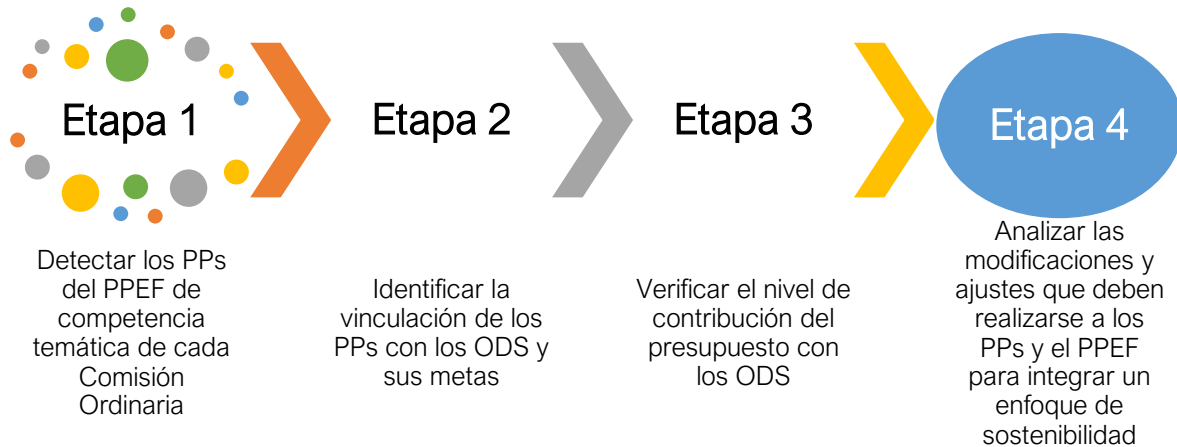 Etapa 1
Detectar los PPs
del PPEF de
competencia
temática de cada
Comisión
Ordinaria
Etapa 2
Identificar la
vinculación de los
PPs con los ODS y
sus metas
Etapa 3
Verificar el nivel de
contribución del
presupuesto con
los ODS
Etapa 4
Analizar las
modificaciones y
ajustes que deben
realizarse a los
PPs y el PPEF
para integrar un
enfoque de
sostenibilidad